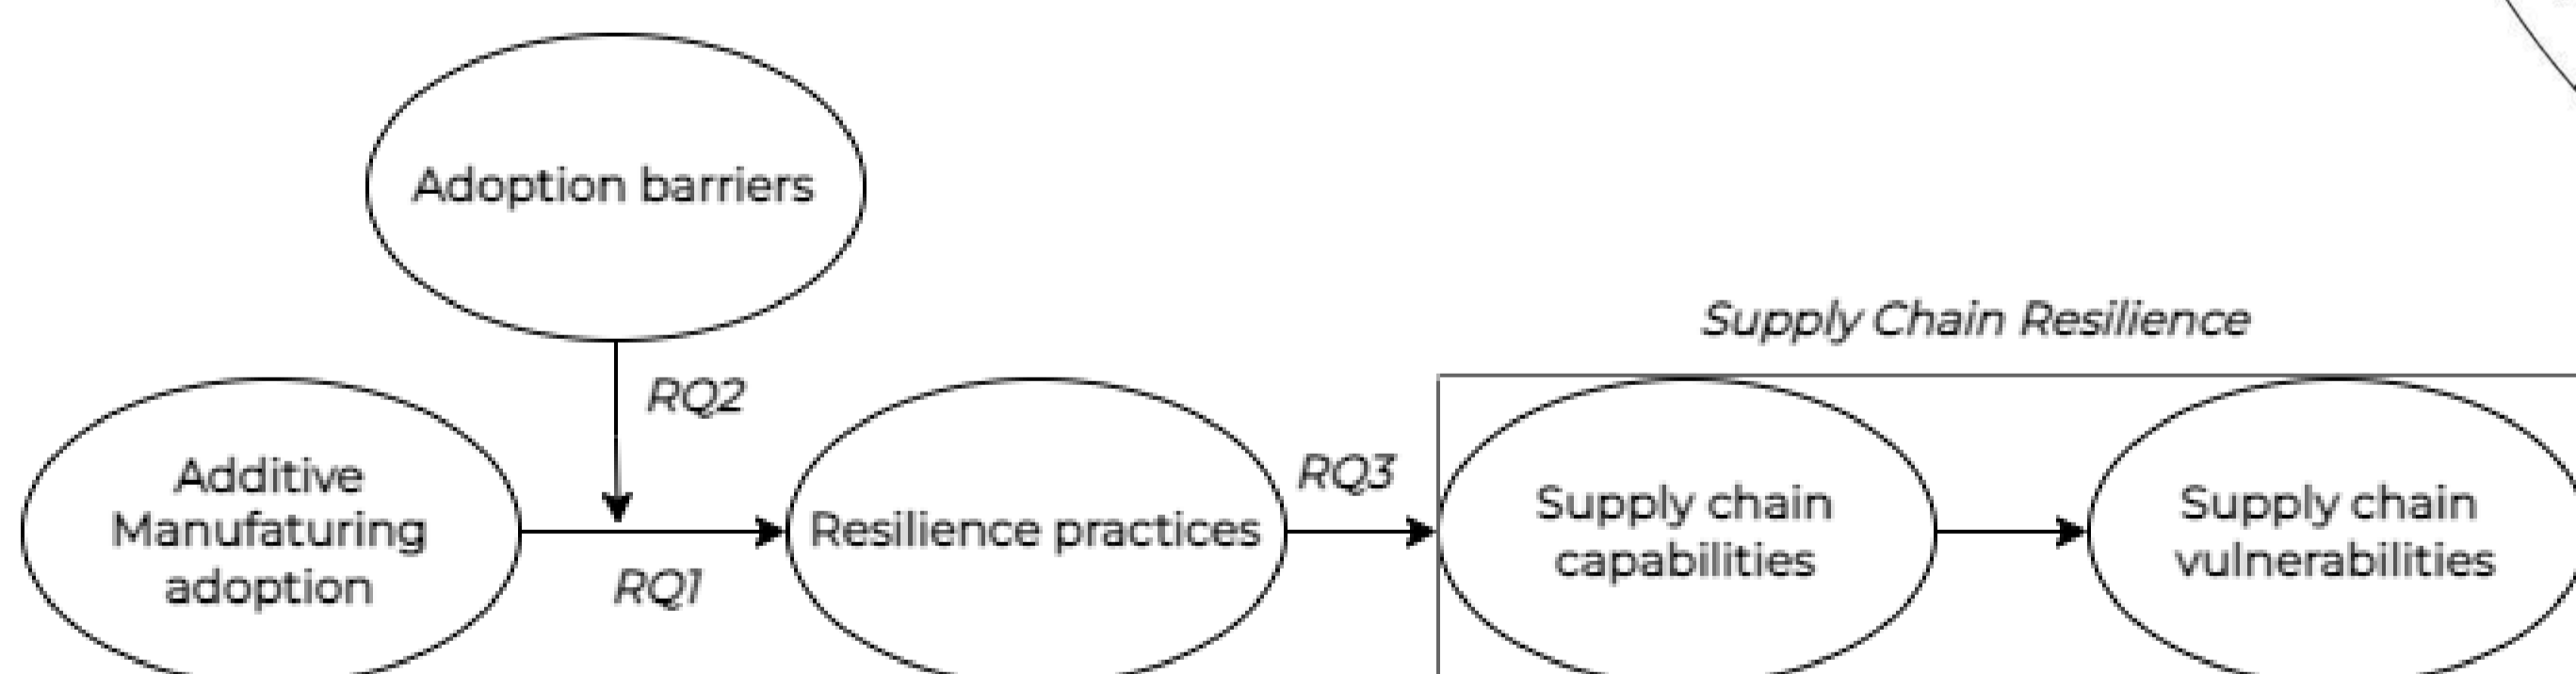 Adoption barriers
Supply Chain Resilience
RQ2
Additive
Manufaturing
adoption
RQ1
Resilience practices
RQ3
Supply chain
capabilities
Supply chain
vulnerabilities